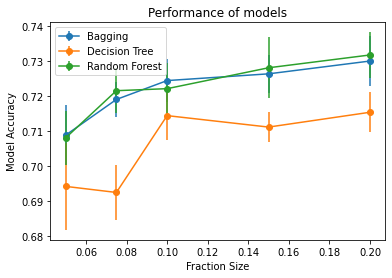 Performance of models
Bagging
Decision Tree
Random Forest
Model Accuracy
0.74
0.73
0.72
0.71
0.70
0.69
0.68
0.06 0.08 0.10 0.12 0.14 0.16 0.18 0.20
Fraction Size